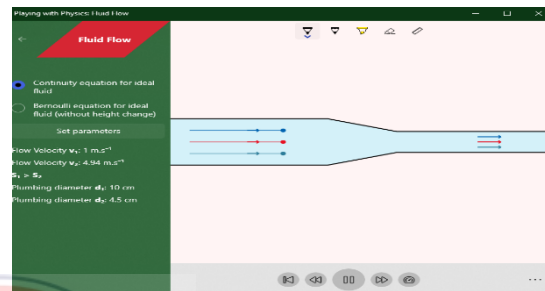 Playing with Physics: Fluid Flow
Fluid Flow
Continuity equation for ideal
fluid
Bernoulli equation for ideal
fluid (without height change)
Set parameters
Flow Velocity v₁: 1 m.s⁻¹
Flow Velocity v₂: 4.94 m.s⁻¹
S₁ > S₂
Plumbing diameter d₁: 10 cm
Plumbing diameter d₂: 4.5 cm